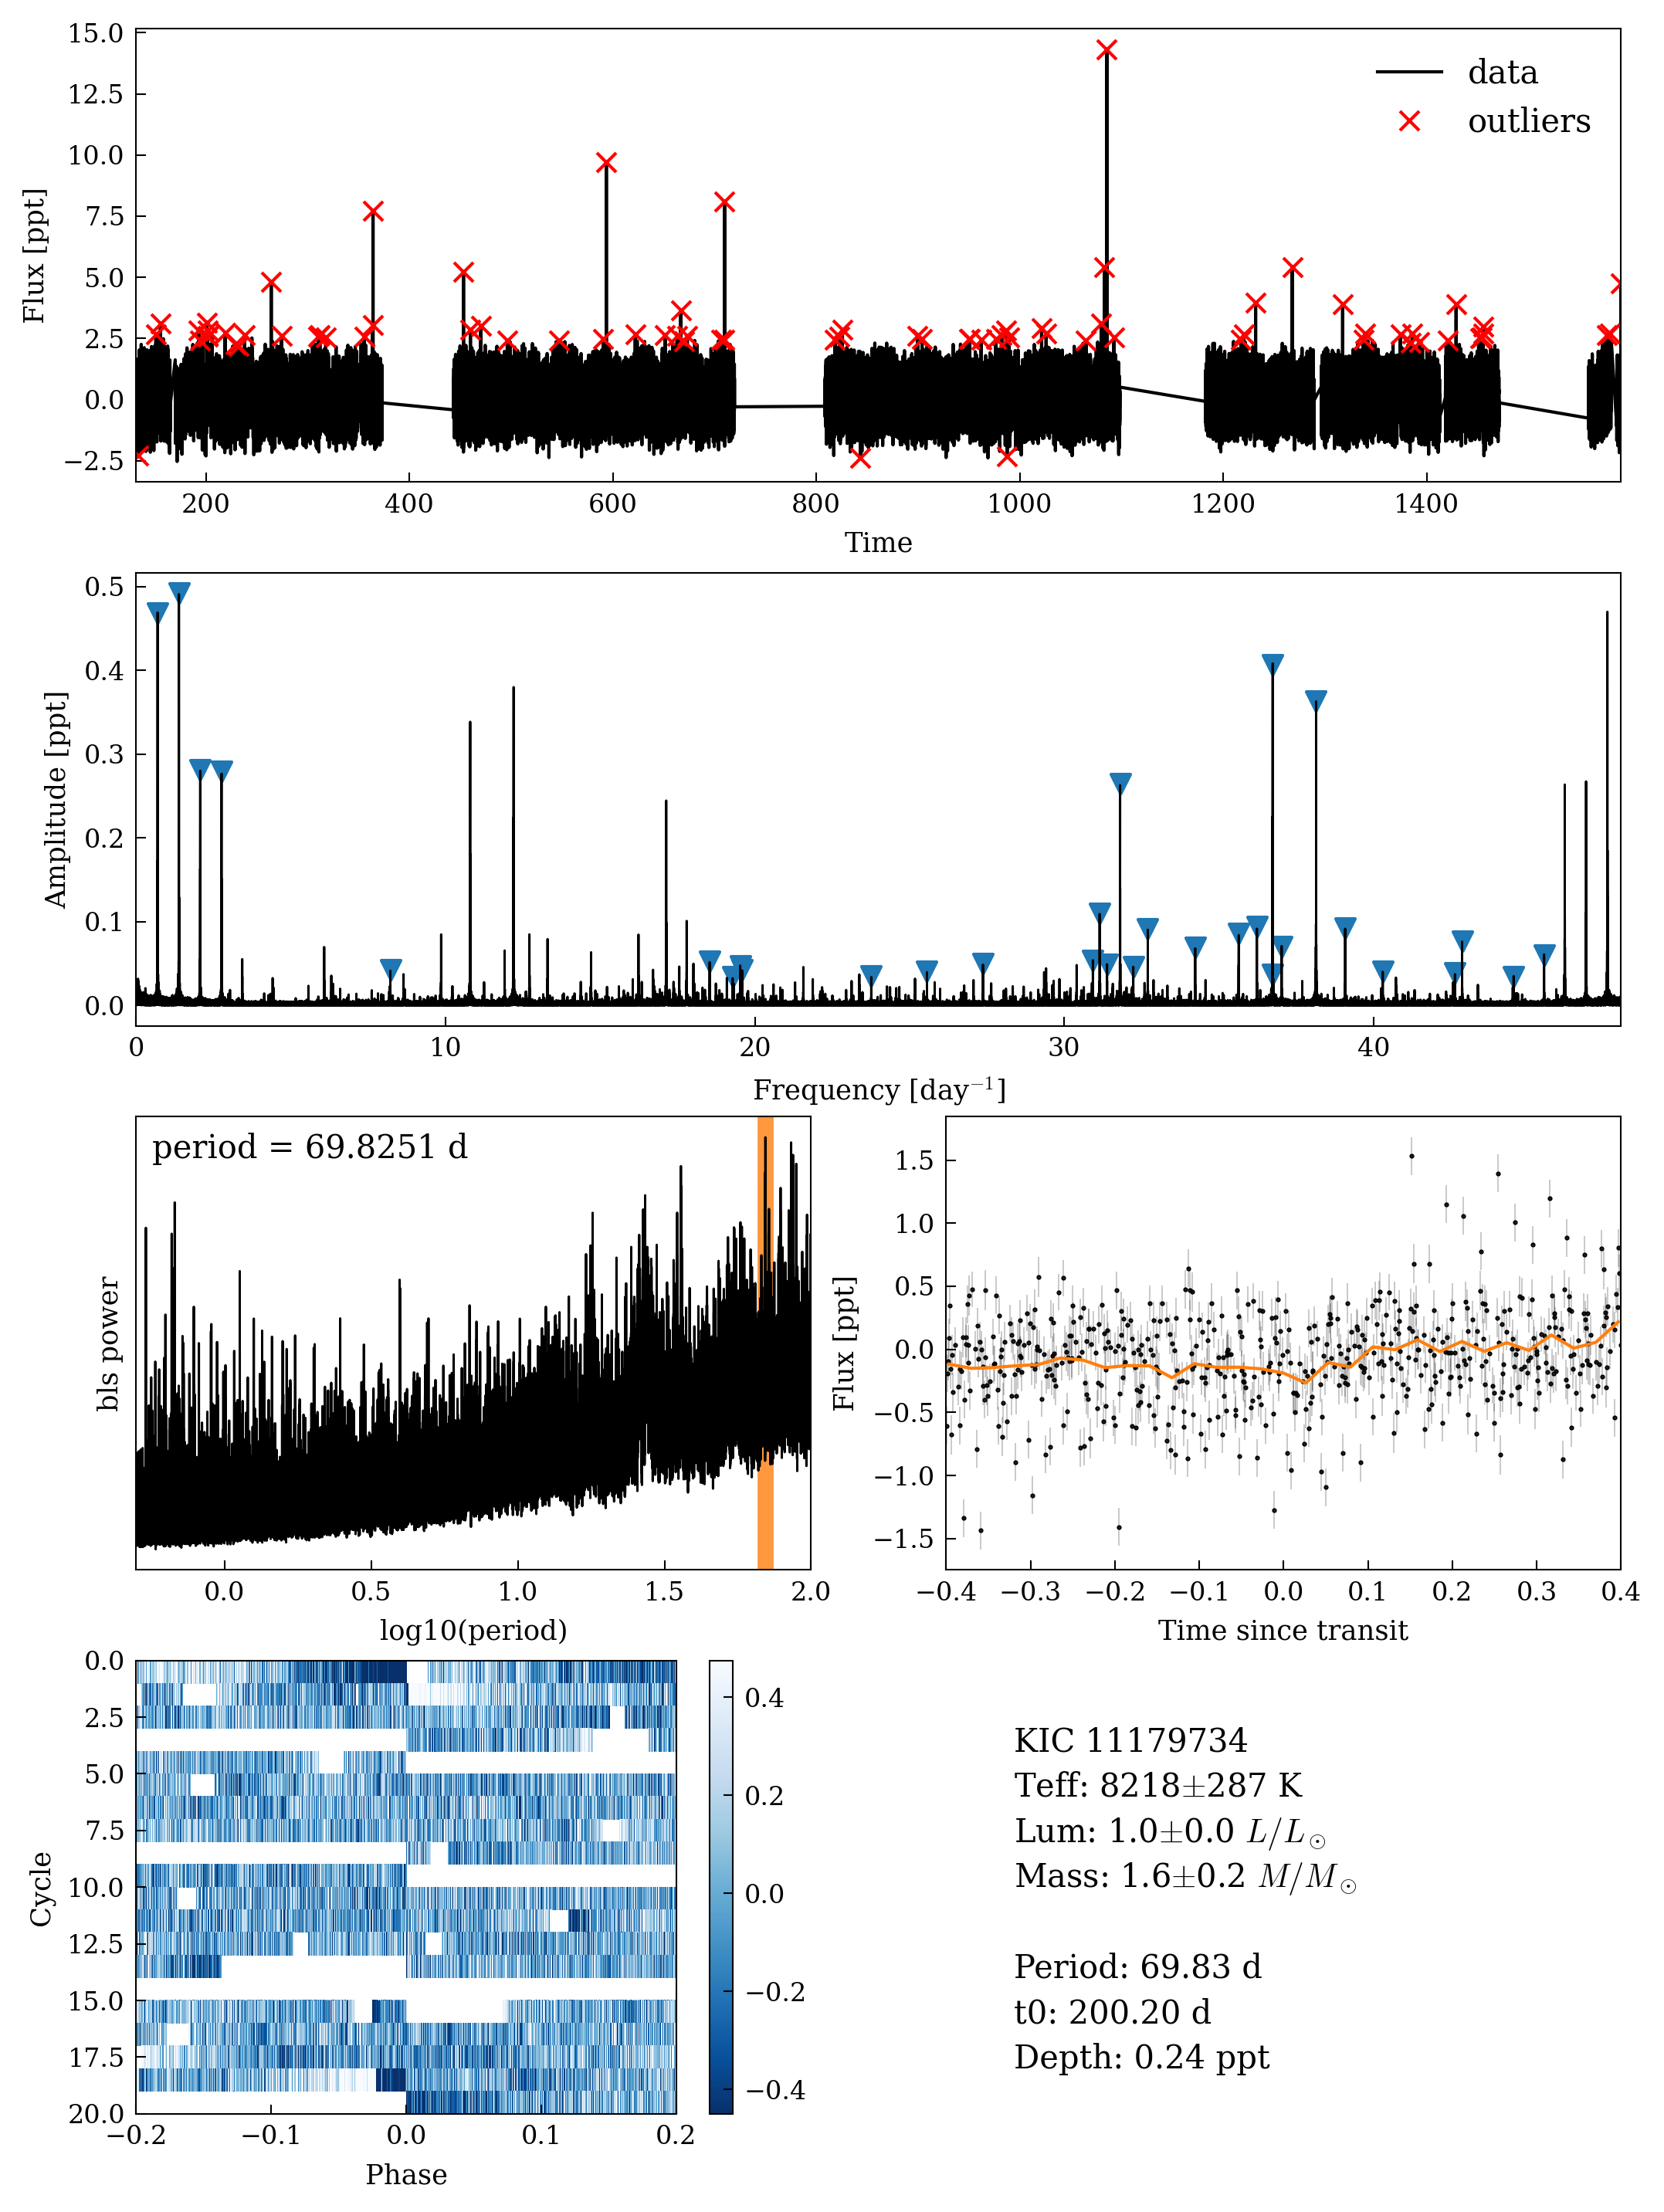 15.0
12.5
10.0
7.5
5.0
2.5
0.0
−2.5
Flux [ppt]
data
outliers
200 400 600 800 1000 1200 1400
Time
0.5
0.4
0.3
0.2
0.1
0.0
Amplitude [ppt]
0 10 20 30 40
Frequency [day⁻¹]
period = 69.8251 d
bls power
0.0 0.5 1.0 1.5 2.0
log10(period)
1.5
1.0
0.5
0.0
−0.5
−1.0
−1.5
Flux [ppt]
−0.4 −0.3 −0.2 −0.1 0.0 0.1 0.2 0.3 0.4
Time since transit
0.0
2.5
5.0
7.5
10.0
12.5
15.0
17.5
20.0
Cycle
−0.2 −0.1 0.0 0.1 0.2
Phase
0.4
0.2
0.0
−0.2
−0.4
KIC 11179734
Teff: 8218±287 K
Lum: 1.0±0.0 L/L⊙
Mass: 1.6±0.2 M/M⊙
Period: 69.83 d
t0: 200.20 d
Depth: 0.24 ppt